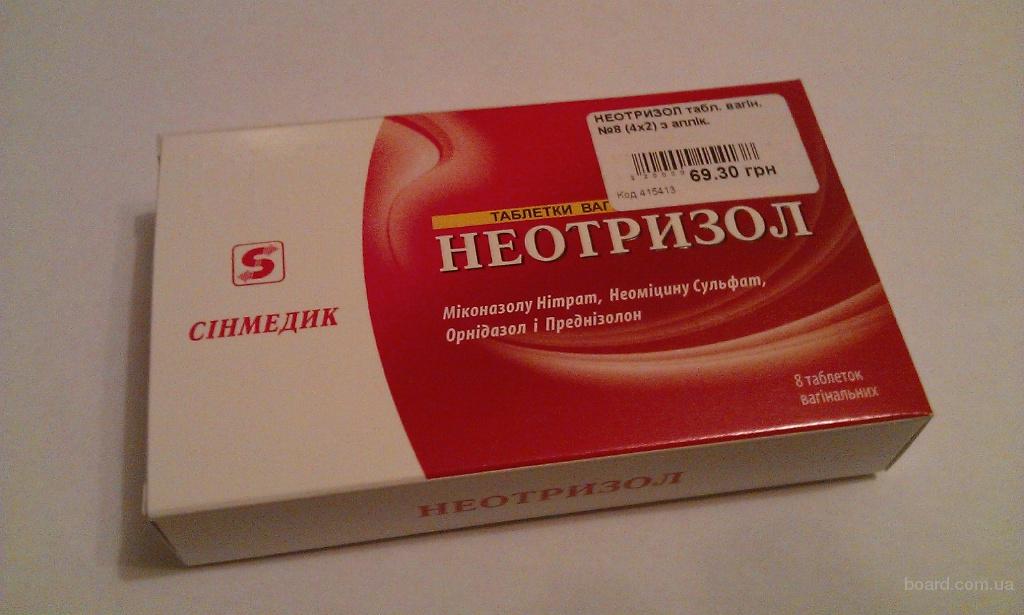 НЕОТРИЗОЛ табл. вагін.
№8 (4x2) з аплік.
69.30 грн
Код 415413
ТАБЛЕТКИ ВАГ
НЕОТРИЗОЛ
Міконазолу Нітрат, Неоміцину Сульфат,
Орнідазол і Преднізолон
S
СІНМЕДИК
8 таблеток
вагінальних
НЕОТРИЗОЛ
board.com.ua